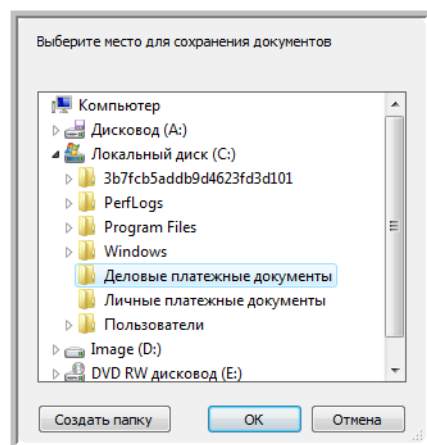 Выберите место для сохранения документов
Компьютер
Дисковод (A:)
Локальный диск (C:)
3b7fcb5addb9d4623fd3d101
PerfLogs
Program Files
Windows
Деловые платежные документы
Личные платежные документы
Пользователи
Image (D:)
DVD RW дисковод (E:)
Создать папку
OK
Отмена